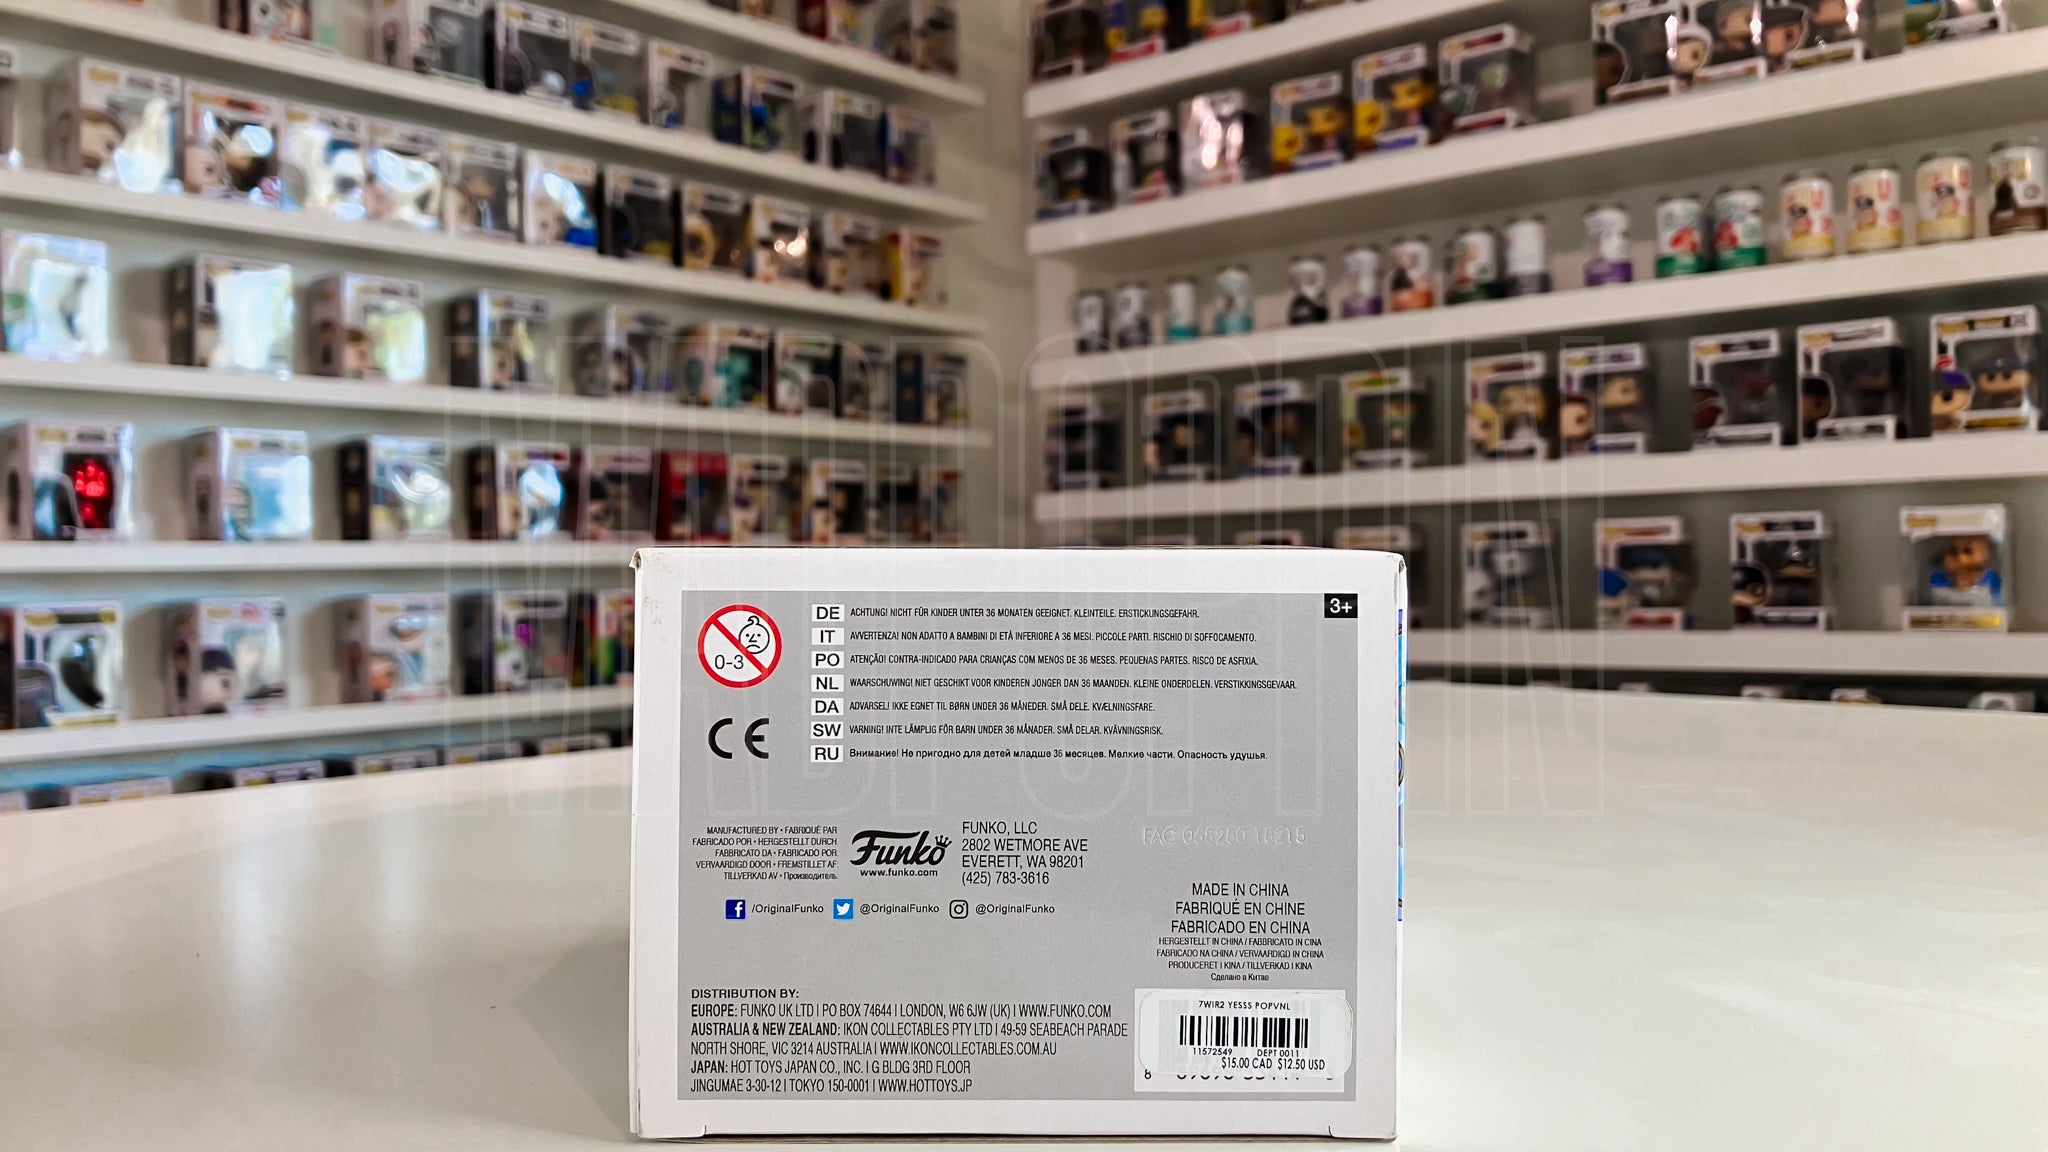 MADPOPPIN
3+
0-3
DE ACHTUNG! NICHT FÜR KINDER UNTER 36 MONATEN GEEIGNET. KLEINTEILE. ERSTICKUNGSGEFAHR.
IT AVVERTENZA! NON ADATTO A BAMBINI DI ETÀ INFERIORE A 36 MESI. PICCOLE PARTI. RISCHIO DI SOFFOCAMENTO.
PO ATENÇÃO! CONTRA-INDICADO PARA CRIANÇAS COM MENOS DE 36 MESES. PEQUENAS PARTES. RISCO DE ASFIXIA.
NL WAARSCHUWING! NIET GESCHIKT VOOR KINDEREN JONGER DAN 36 MAANDEN. KLEINE ONDERDELEN. VERSTIKKINGSGEVAAR.
DA ADVARSEL! IKKE EGNET TIL BØRN UNDER 36 MÅNEDER. SMÅ DELE. KVÆLNINGSFARE.
SW VARNING! INTE LÄMPLIG FÖR BARN UNDER 36 MÅNADER. SMÅ DELAR. KVÄVNINGSRISK.
RU Внимание! Не пригодно для детей младше 36 месяцев. Мелкие части. Опасность удушья.
CE
MANUFACTURED BY • FABRIQUÉ PAR
FABRICADO POR • HERGESTELLT DURCH
FABBRICATO DA • FABRICADO POR
VERVAARDIGD DOOR • FREMSTILLET AF
TILLVERKAD AV • Производитель
Funko
www.funko.com
FUNKO, LLC
2802 WETMORE AVE
EVERETT, WA 98201
(425) 783-3616
/OriginalFunko @OriginalFunko @OriginalFunko
FAC-065260-18215
MADE IN CHINA
FABRIQUÉ EN CHINE
FABRICADO EN CHINA
HERGESTELLT IN CHINA / FABBRICATO IN CINA
FABRICADO NA CHINA / VERVAARDIGD IN CHINA
PRODUCERET I KINA / TILLVERKAD I KINA
Сделано в Китае
DISTRIBUTION BY:
EUROPE: FUNKO UK LTD I PO BOX 74644 I LONDON, W6 6JW (UK) I WWW.FUNKO.COM
AUSTRALIA & NEW ZEALAND: IKON COLLECTABLES PTY LTD I 49-59 SEABEACH PARADE
NORTH SHORE, VIC 3214 AUSTRALIA I WWW.IKONCOLLECTABLES.COM.AU
JAPAN: HOT TOYS JAPAN CO., INC. I G BLDG 3RD FLOOR
JINGUMAE 3-30-12 I TOKYO 150-0001 I WWW.HOTTOYS.JP
7WIR2 YESSS POPVNL
11572549 DEPT 0011
$15.00 CAD $12.50 USD